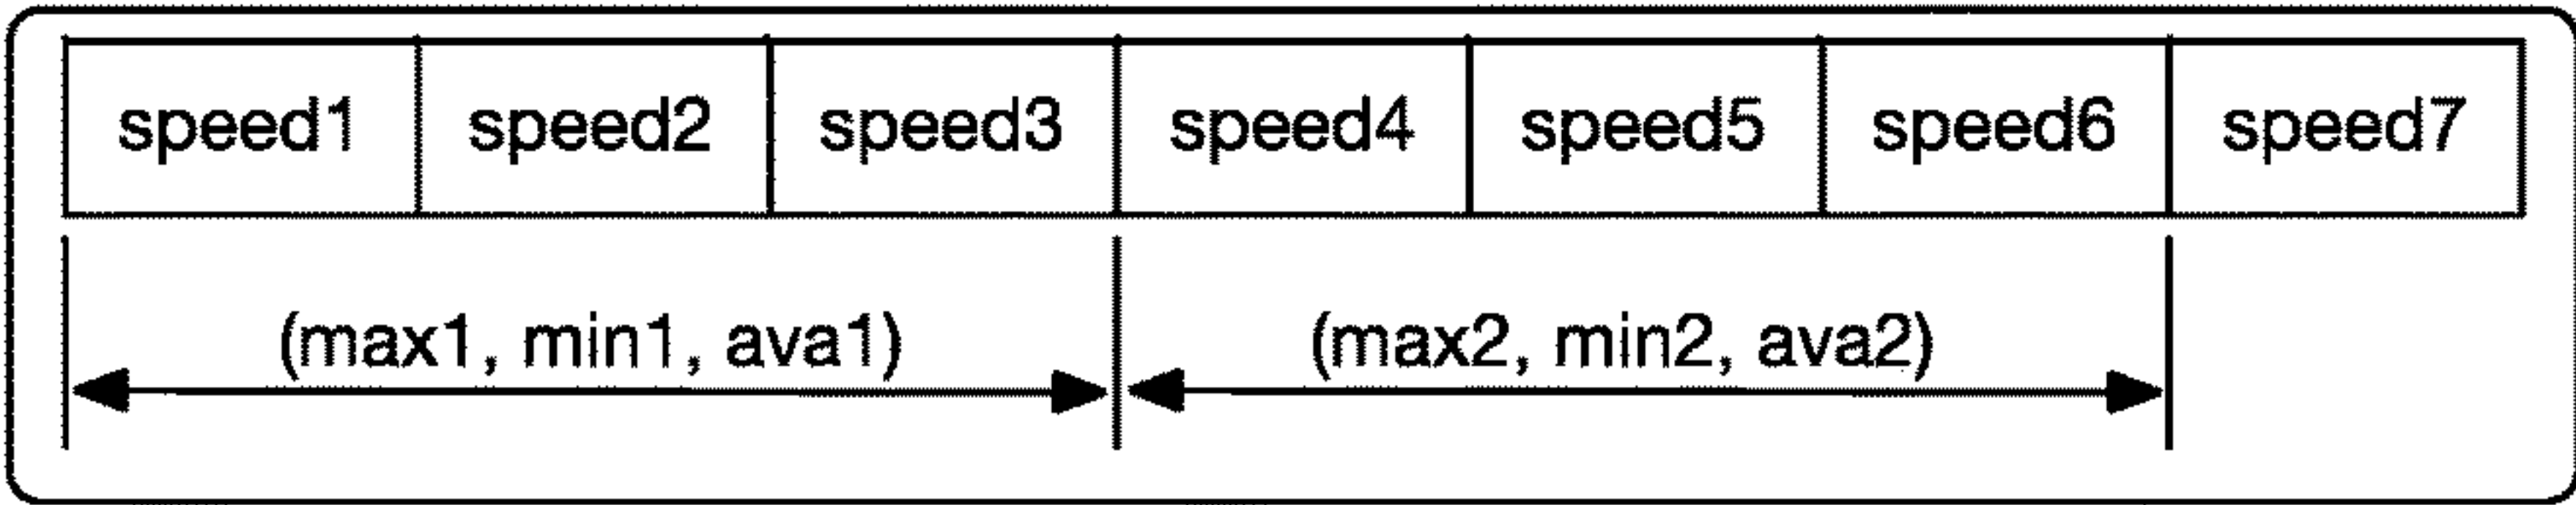 speed1 speed2 speed3 speed4 speed5 speed6 speed7
(max1, min1, ava1) (max2, min2, ava2)